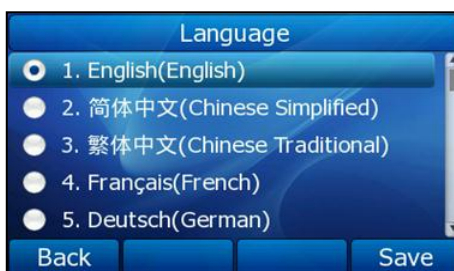 Language
1. English(English)
2. 简体中文(Chinese Simplified)
3. 繁体中文(Chinese Traditional)
4. Français(French)
5. Deutsch(German)
Back Save